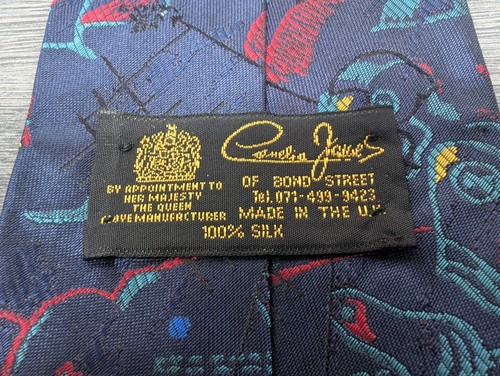 Cornelia James
BY APPOINTMENT TO
HER MAJESTY
THE QUEEN
GLOVE MANUFACTURER
OF BOND STREET
Tel. 071-499-9423
MADE IN THE U.K
100% SILK